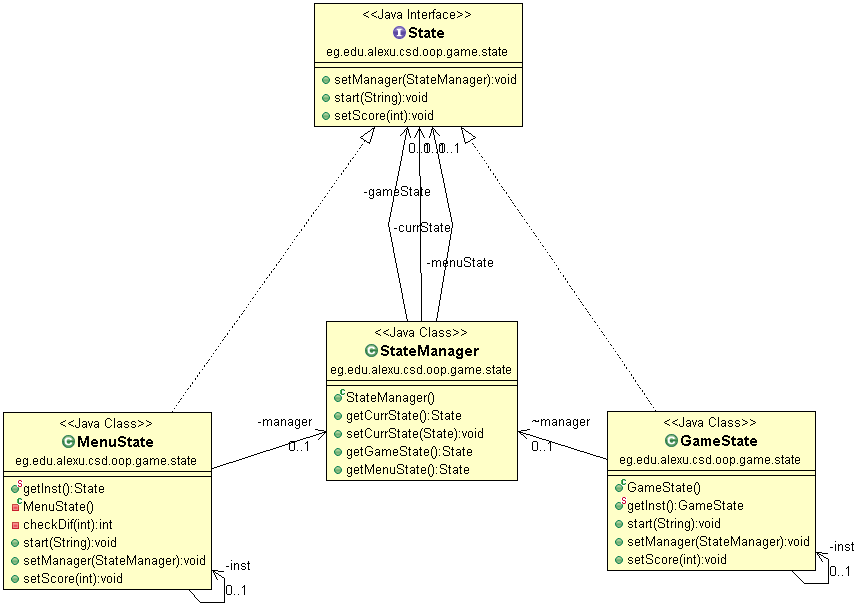 <<Java Interface>>
State
eg.edu.alexu.csd.oop.game.state
setManager(StateManager):void
start(String):void
setScore(int):void
0..1
0..1
0..1
-gameState
-currState
-menuState
<<Java Class>>
StateManager
eg.edu.alexu.csd.oop.game.state
StateManager()
getCurrState():State
setCurrState(State):void
getGameState():State
getMenuState():State
-manager
0..1
~manager
0..1
<<Java Class>>
MenuState
eg.edu.alexu.csd.oop.game.state
getInst():State
MenuState()
checkDif(int):int
start(String):void
setManager(StateManager):void
setScore(int):void
-inst
0..1
<<Java Class>>
GameState
eg.edu.alexu.csd.oop.game.state
GameState()
getInst():GameState
start(String):void
setManager(StateManager):void
setScore(int):void
-inst
0..1